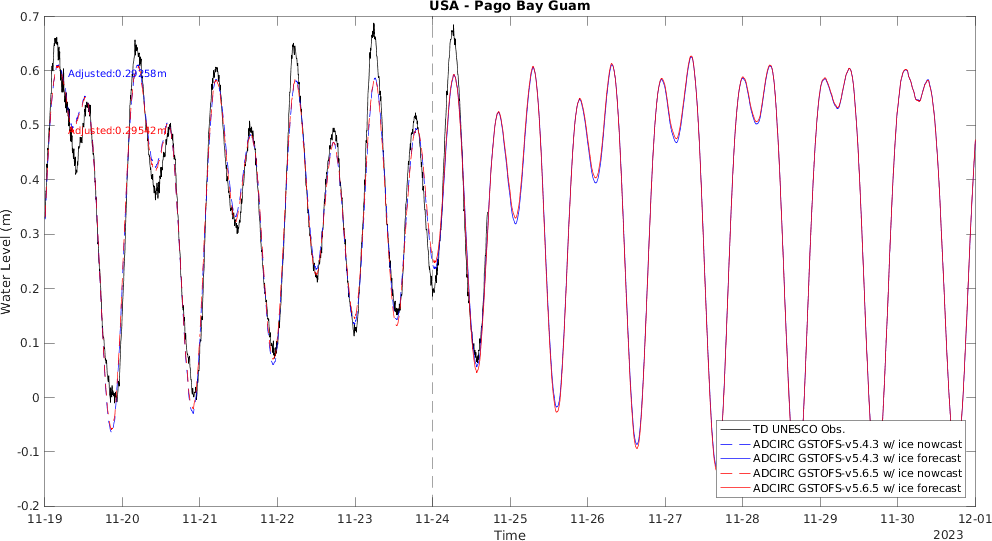 USA - Pago Bay Guam
0.7
0.6
0.5
0.4
0.3
0.2
0.1
0
-0.1
-0.2
Water Level (m)
Adjusted:0.29258m
Adjusted:0.29542m
TD UNESCO Obs.
ADCIRC GSTOFS-v5.4.3 w/ ice nowcast
ADCIRC GSTOFS-v5.4.3 w/ ice forecast
ADCIRC GSTOFS-v5.6.5 w/ ice nowcast
ADCIRC GSTOFS-v5.6.5 w/ ice forecast
11-19 11-20 11-21 11-22 11-23 11-24 11-25 11-26 11-27 11-28 11-29 11-30 12-01
Time
2023